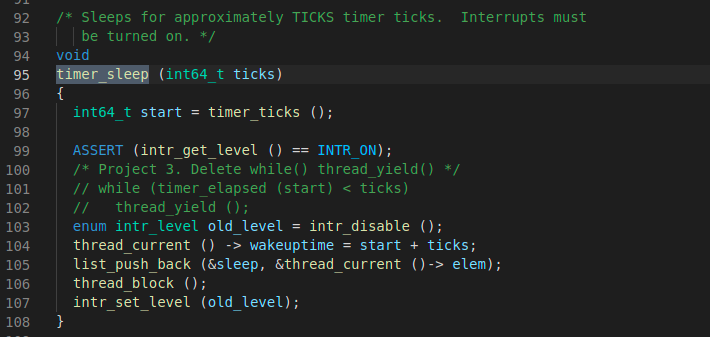 92 /* Sleeps for approximately TICKS timer ticks.  Interrupts must
93    be turned on. */
94 void
95 timer_sleep (int64_t ticks)
96 {
97   int64_t start = timer_ticks ();
98
99   ASSERT (intr_get_level () == INTR_ON);
100   /* Project 3. Delete while() thread_yield() */
101   // while (timer_elapsed (start) < ticks)
102   //   thread_yield ();
103   enum intr_level old_level = intr_disable ();
104   thread_current () -> wakeuptime = start + ticks;
105   list_push_back (&sleep, &thread_current ()-> elem);
106   thread_block ();
107   intr_set_level (old_level);
108 }